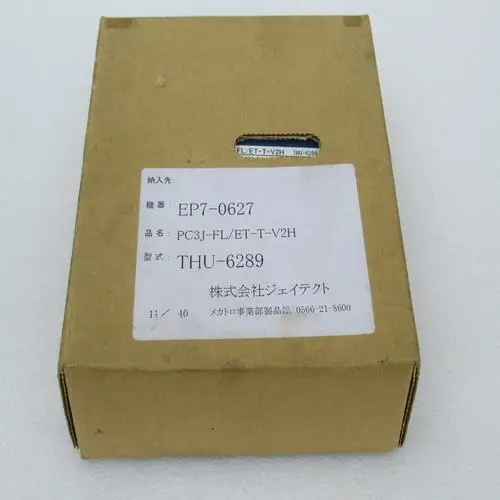 FL/ET-T-V2H THU-6289
納入先:
機番: EP7-0627
品名: PC3J-FL/ET-T-V2H
型式: THU-6289
株式会社ジェイテクト
11/ 40 メカトロ事業部製品係 0566-21-8600